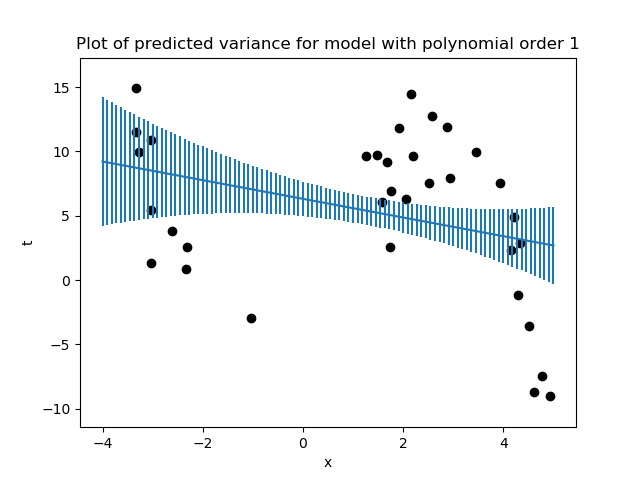 Plot of predicted variance for model with polynomial order 1
15
10
5
0
−5
−10
t
−4 −2 0 2 4
x